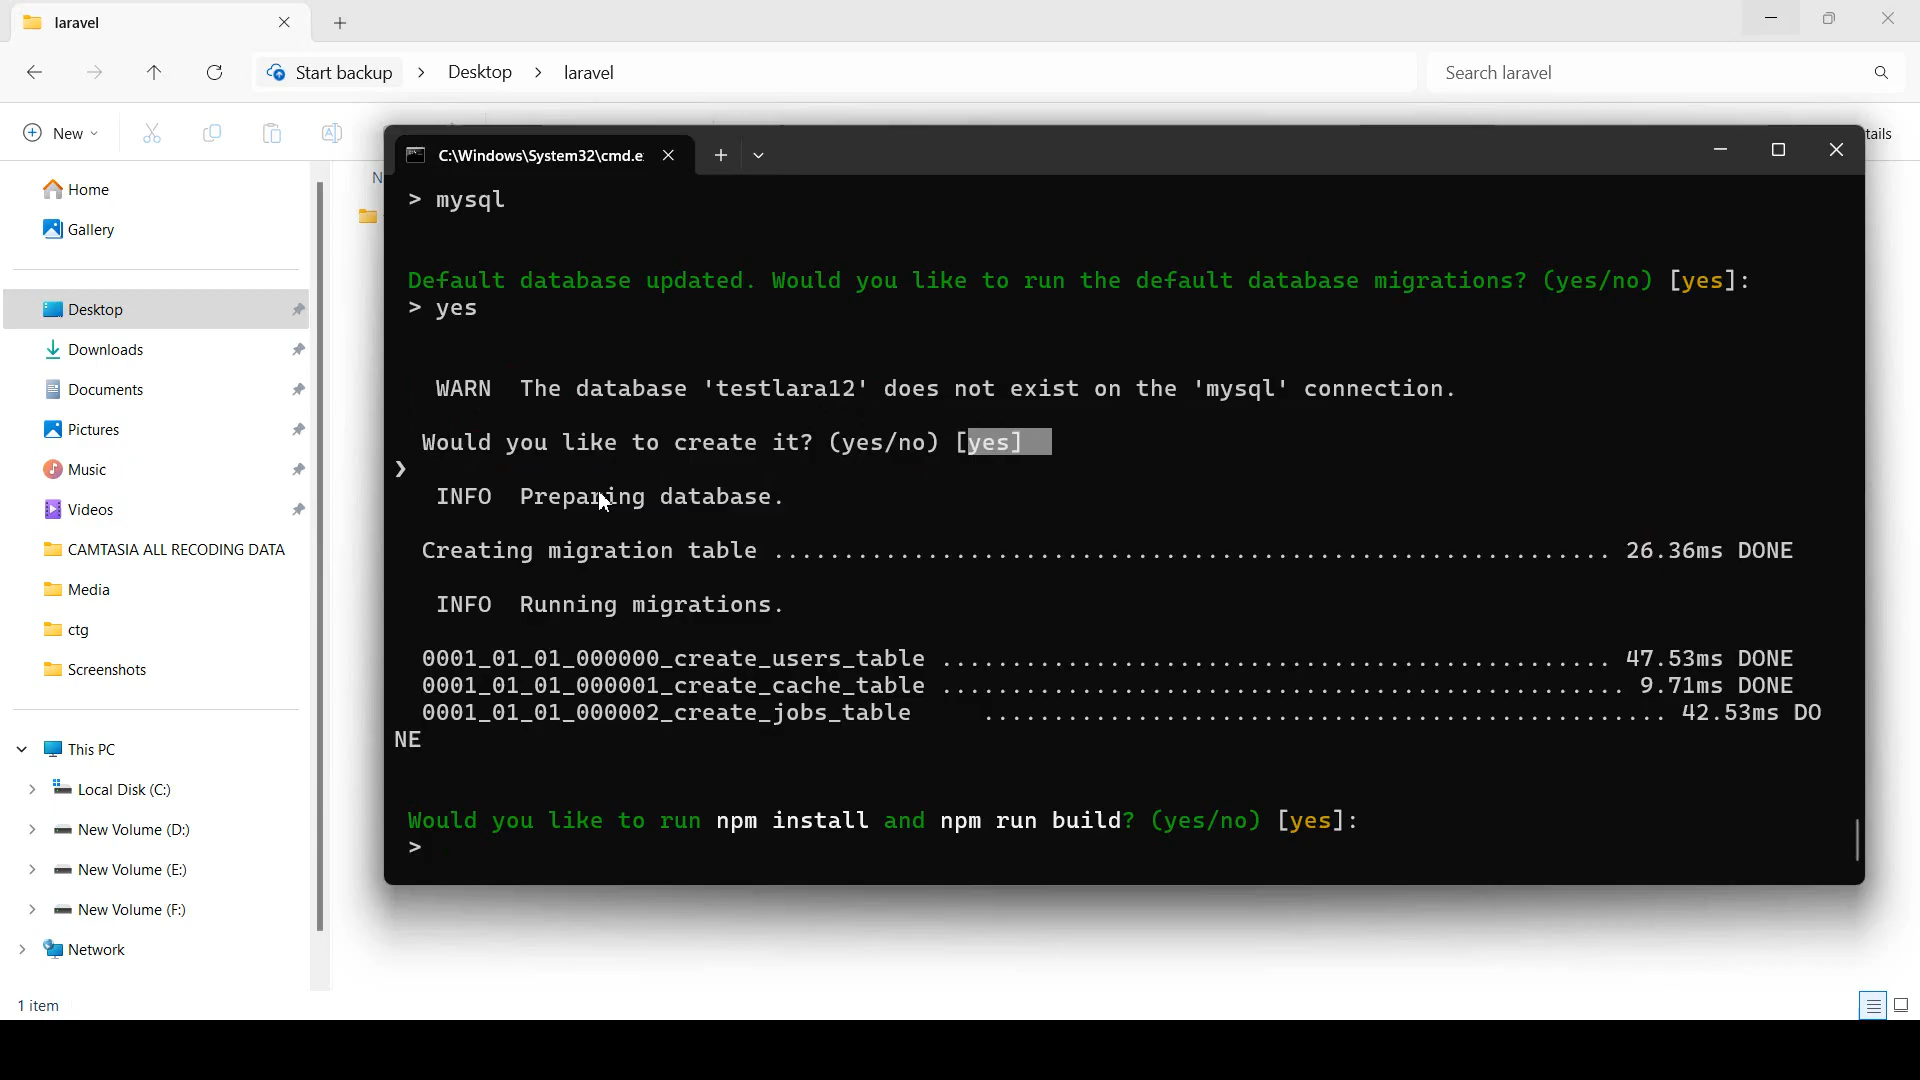 laravel
Start backup > Desktop > laravel
Search laravel
New
tails
Home
Gallery
Desktop
Downloads
Documents
Pictures
Music
Videos
CAMTASIA ALL RECODING DATA
Media
ctg
Screenshots
This PC
Local Disk (C:)
New Volume (D:)
New Volume (E:)
New Volume (F:)
Network
1 item
N
C:\Windows\System32\cmd.e
> mysql
Default database updated. Would you like to run the default database migrations? (yes/no) [yes]:
> yes
WARN The database 'testlara12' does not exist on the 'mysql' connection.
Would you like to create it? (yes/no) [yes]
❯
INFO Preparing database.
Creating migration table ........................................................... 26.36ms DONE
INFO Running migrations.
0001_01_01_000000_create_users_table ................................................ 47.53ms DONE
0001_01_01_000001_create_cache_table ................................................. 9.71ms DONE
0001_01_01_000002_create_jobs_table ................................................. 42.53ms DO
NE
Would you like to run npm install and npm run build? (yes/no) [yes]:
>